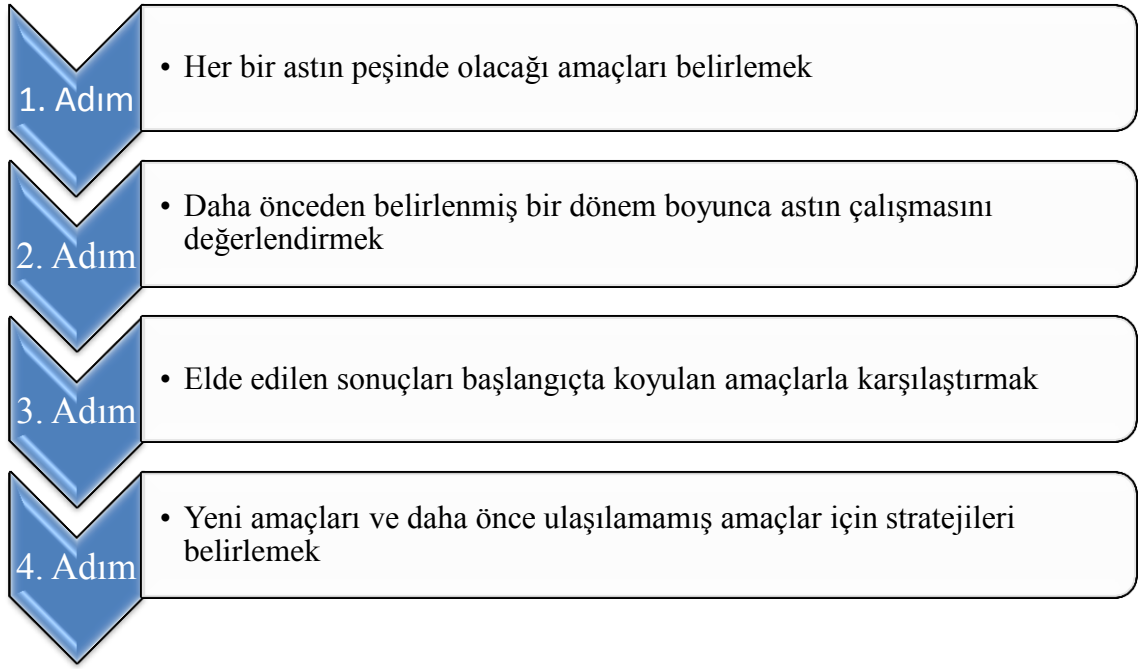 1. Adım
• Her bir astın peşinde olacağı amaçları belirlemek
2. Adım
• Daha önceden belirlenmiş bir dönem boyunca astın çalışmasını
değerlendirmek
3. Adım
• Elde edilen sonuçları başlangıçta koyulan amaçlarla karşılaştırmak
4. Adım
• Yeni amaçları ve daha önce ulaşılamamış amaçlar için stratejileri
belirlemek